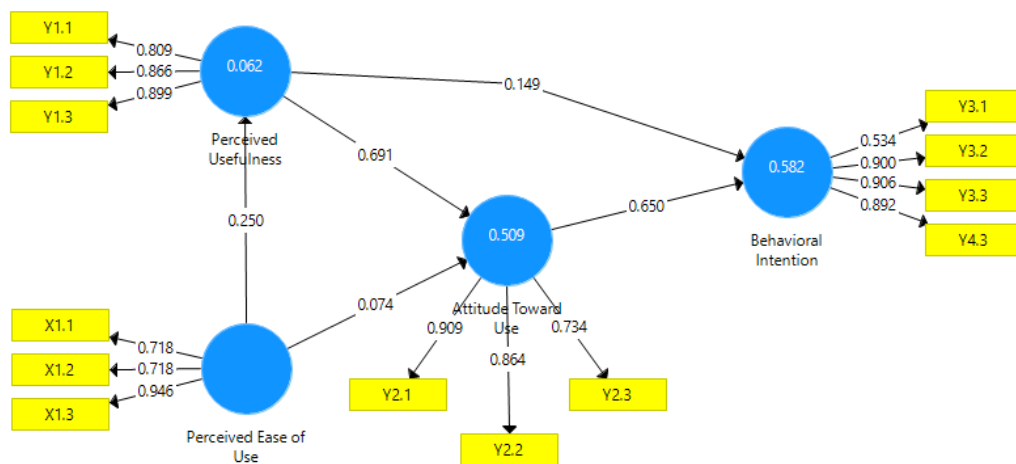 Y1.1
Y1.2
Y1.3
0.809
0.866
0.899
0.062
Perceived
Usefulness
0.149
0.691
0.250
Y3.1
Y3.2
Y3.3
Y4.3
0.534
0.900
0.906
0.892
0.582
Behavioral
Intention
0.650
0.509
Attitude Toward
Use
0.074
0.909
0.864
0.734
Y2.1
Y2.2
Y2.3
X1.1
X1.2
X1.3
0.718
0.718
0.946
Perceived Ease of
Use